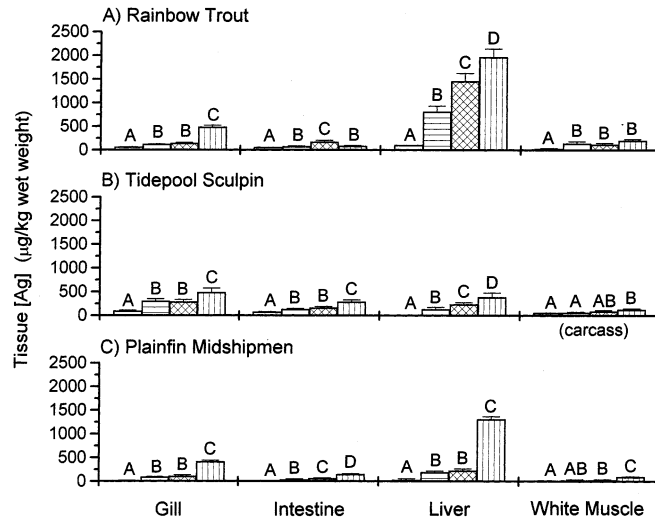 A) Rainbow Trout
2500
2000
1500
1000
500
0
A B B C
A B C B
A B C D
A B B B
B) Tidepool Sculpin
2500
2000
1500
1000
500
0
A B B C
A B B C
A B C D
A A AB B
(carcass)
C) Plainfin Midshipmen
2500
2000
1500
1000
500
0
A B B C
A B C D
A B B C
A AB B C
Gill Intestine Liver White Muscle
Tissue [Ag] (µg/kg wet weight)